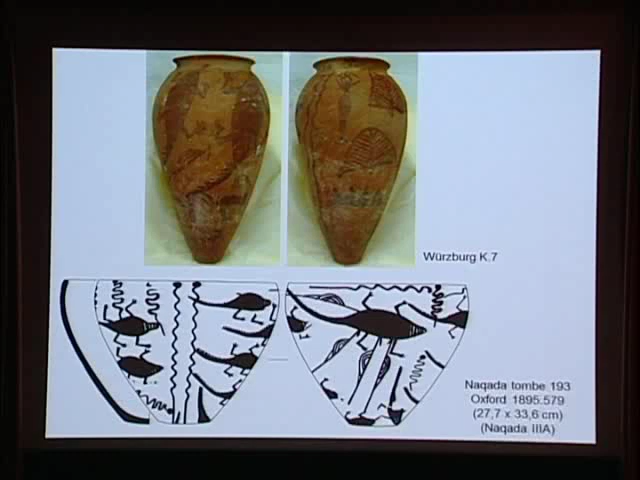 Würzburg K.7
Naqada tombe 193
Oxford 1895.579
(27,7 x 33,6 cm)
(Naqada IIIA)